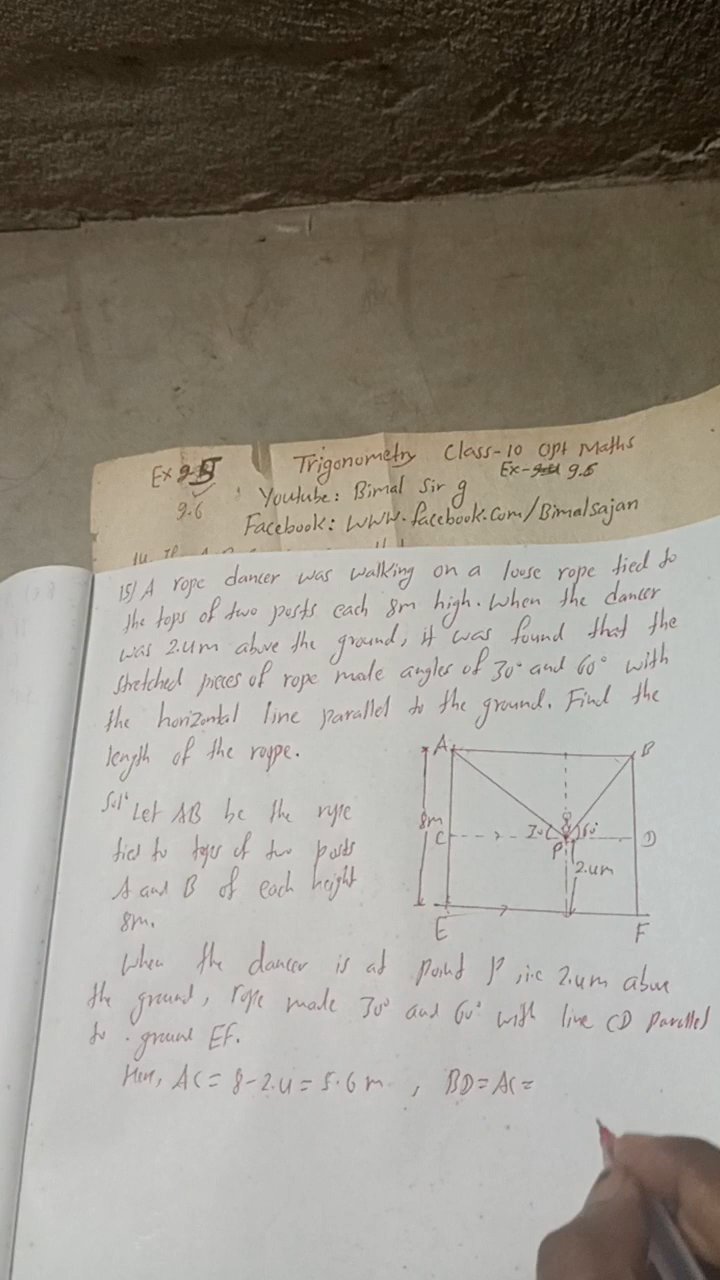 Ex 9.5
9.6
Trigonometry Class-10 Opt Maths
Ex- 9.6
Youtube: Bimal Sir g
Facebook: www.facebook.com/Bimalsajan
15) A rope dancer was walking on a loose rope tied to
the tops of two posts each 8m high. When the dancer
was 2.4m above the ground, it was found that the
stretched pieces of rope made angles of 30° and 60° with
the horizontal line parallel to the ground. Find the
length of the rope.
Solⁿ Let AB be the rope
tied to tops of two posts
A and B of each height
8m.
A
B
8m
C
30°
60°
D
P
2.4m
E
F
When the dancer is at point P i.e 2.4m above
the ground, rope made 30° and 60° with line CD parallel
to ground EF.
Here, AC = 8-2.4 = 5.6 m , BD = AC =